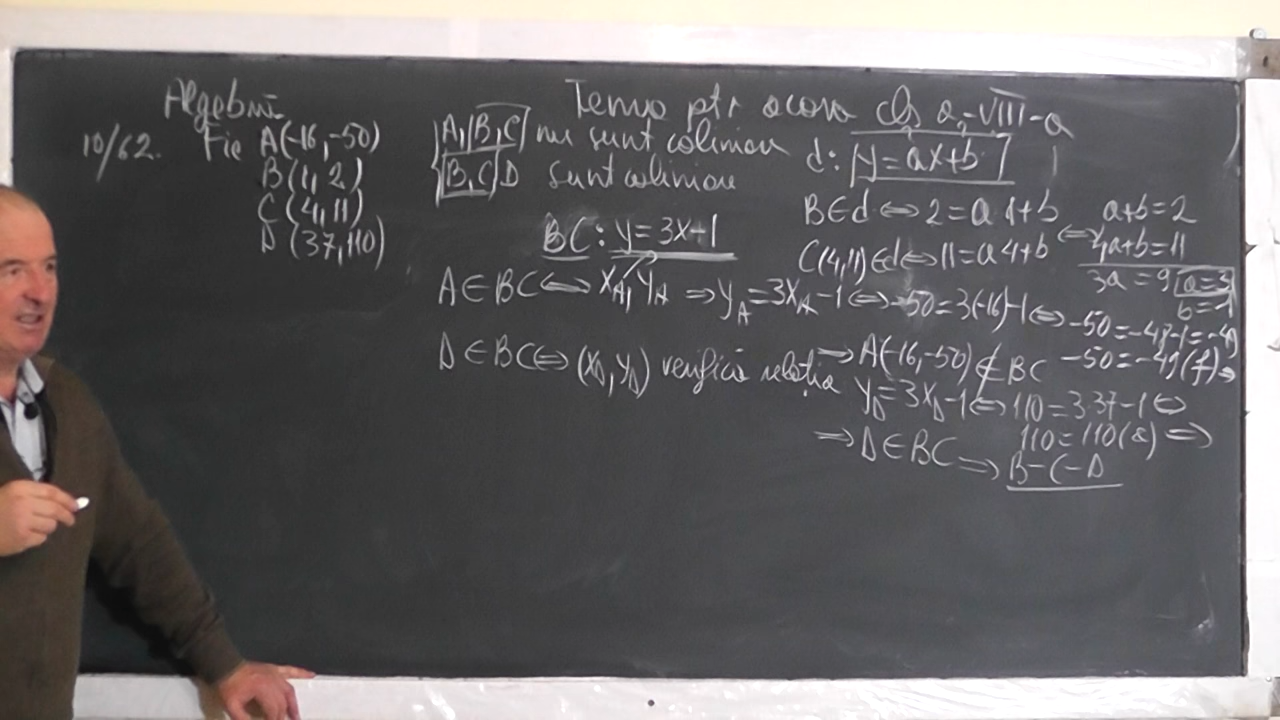 Algebră
Tema ptr acasa cls a-VIII-a
10/62. Fie A(-16,-50)
B(1,2)
C(4,11)
D(37,110)
A,B,C nu sunt coliniare
B,C,D sunt coliniare
d: y=ax+b
B∈d ⇔ 2=a·1+b
C(4,11)∈d ⇔ 11=a·4+b
⇔ a+b=2
4a+b=11
3a=9 a=3
b=-1
BC: y=3x-1
A∈BC ⇔ xA, yA ⇒ yA=3xA-1 ⇔ -50=3(-16)-1 ⇔ -50=-48-1=-49
-50=-49(f) ⇒
⇒ A(-16,-50)∉BC
D∈BC ⇔ (xD,yD) verifică relația
yD=3xD-1 ⇔ 110=3·37-1 ⇔
110=110(a) ⇒
⇒ D∈BC ⇒ B-C-D